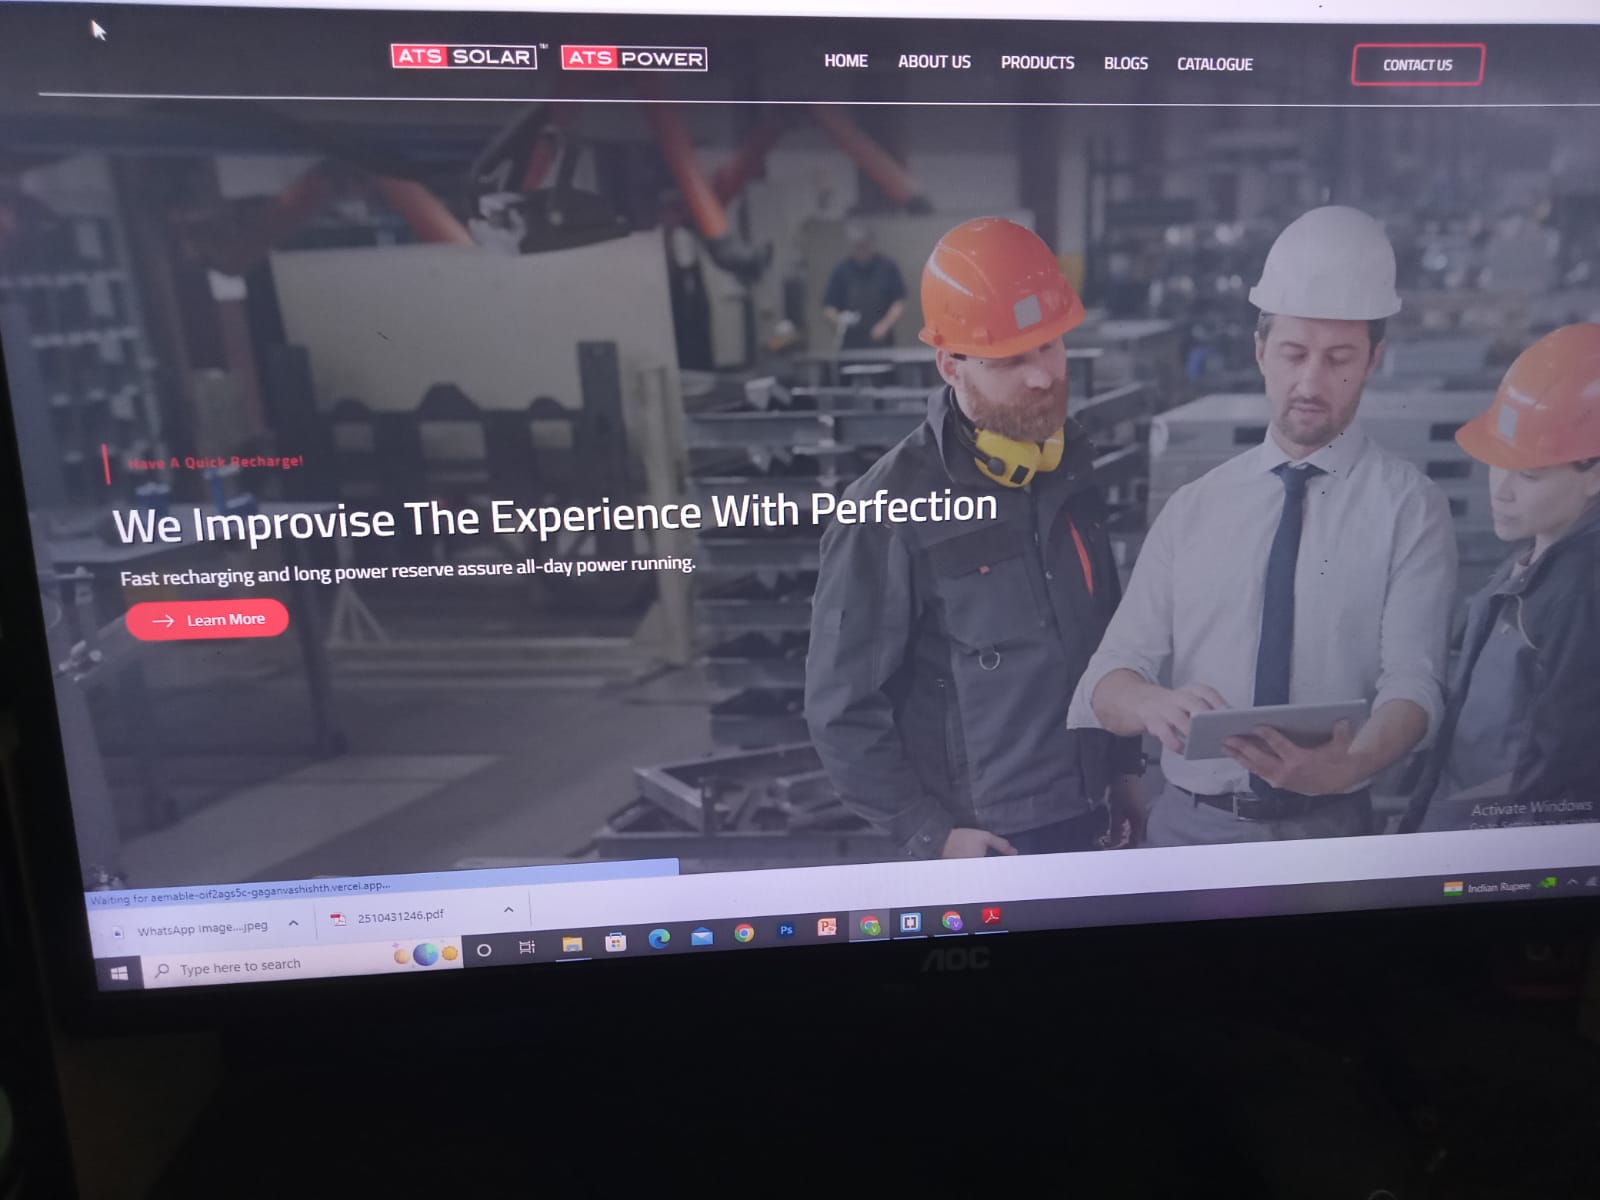 ATS SOLAR TM ATS POWER HOME ABOUT US PRODUCTS BLOGS CATALOGUE CONTACT US
Have A Quick Recharge!
We Improvise The Experience With Perfection
Fast recharging and long power reserve assure all-day power running.
Learn More
Activate Windows
Waiting for aemable-oif2ags5c-gaganvashishth.vercel.app...
WhatsApp Image....jpeg 2510431246.pdf
Indian Rupee
Type here to search Ps
AOC